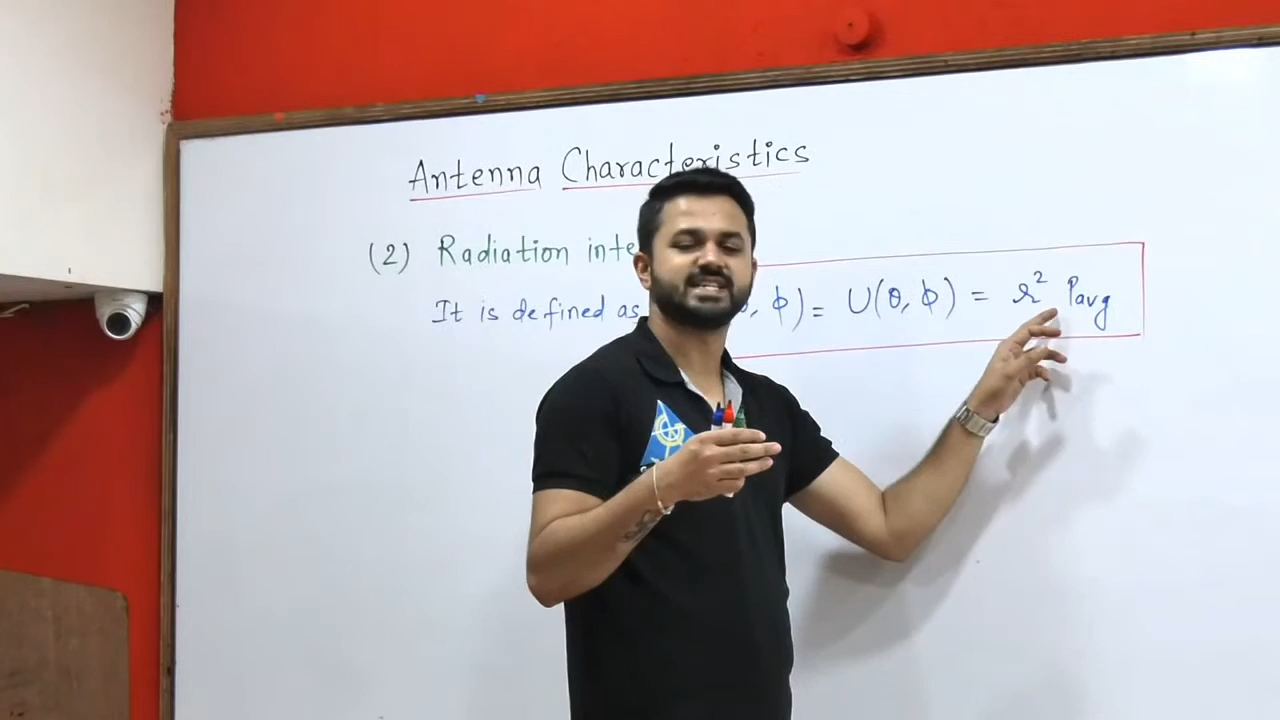 Antenna Characteristics
(2) Radiation inte
It is defined as , ϕ) = U(θ, ϕ) = r² Pavg